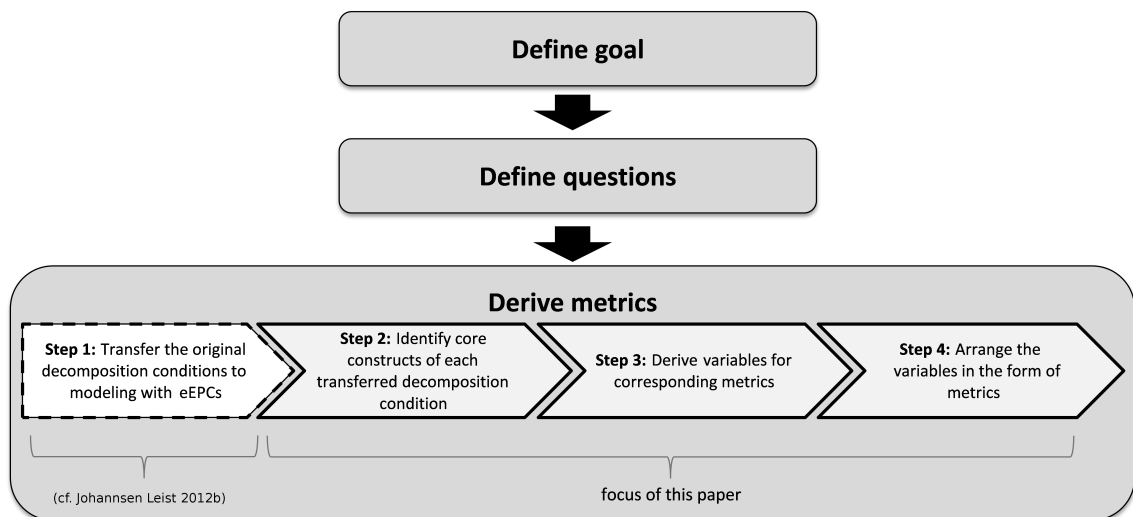 Define goal
Define questions
Derive metrics
Step 1: Transfer the original
decomposition conditions to
modeling with eEPCs
Step 2: Identify core
constructs of each
transferred decomposition
condition
Step 3: Derive variables for
corresponding metrics
Step 4: Arrange the
variables in the form of
metrics
(cf. Johannsen Leist 2012b)
focus of this paper